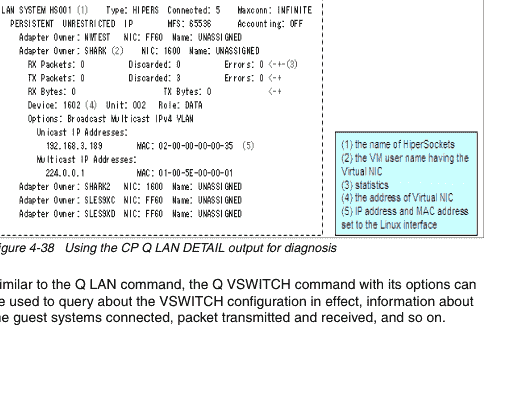 LAN SYSTEM HS001 (1) Type: HIPERS Connected: 5 Maxconn: INFINITE
PERSISTENT UNRESTRICTED IP MFS: 65536 Accounting: OFF
Adapter Owner: NWTEST NIC: FF60 Name: UNASSIGNED
Adapter Owner: SHARK (2) NIC: 1600 Name: UNASSIGNED
RX Packets: 0 Discarded: 0 Errors: 0 <-+-(3)
TX Packets: 0 Discarded: 3 Errors: 0 <-+
RX Bytes: 0 TX Bytes: 0 <-+
Device: 1602 (4) Unit: 002 Role: DATA
Options: Broadcast Multicast IPv4 VLAN
Unicast IP Addresses:
192.168.3.189 MAC: 02-00-00-00-00-35 (5)
Multicast IP Addresses:
224.0.0.1 MAC: 01-00-5E-00-00-01
Adapter Owner: SHARK2 NIC: 1600 Name: UNASSIGNED
Adapter Owner: SLES9XC NIC: FF60 Name: UNASSIGNED
Adapter Owner: SLES9XD NIC: FF60 Name: UNASSIGNED
(1) the name of HiperSockets
(2) the VM user name having the
Virtual NIC
(3) statistics
(4) the address of Virtual NIC
(5) IP address and MAC address
set to the Linux interface
igure 4-38 Using the CP Q LAN DETAIL output for diagnosis
imilar to the Q LAN command, the Q VSWITCH command with its options can
e used to query about the VSWITCH configuration in effect, information about
ne guest systems connected, packet transmitted and received, and so on.